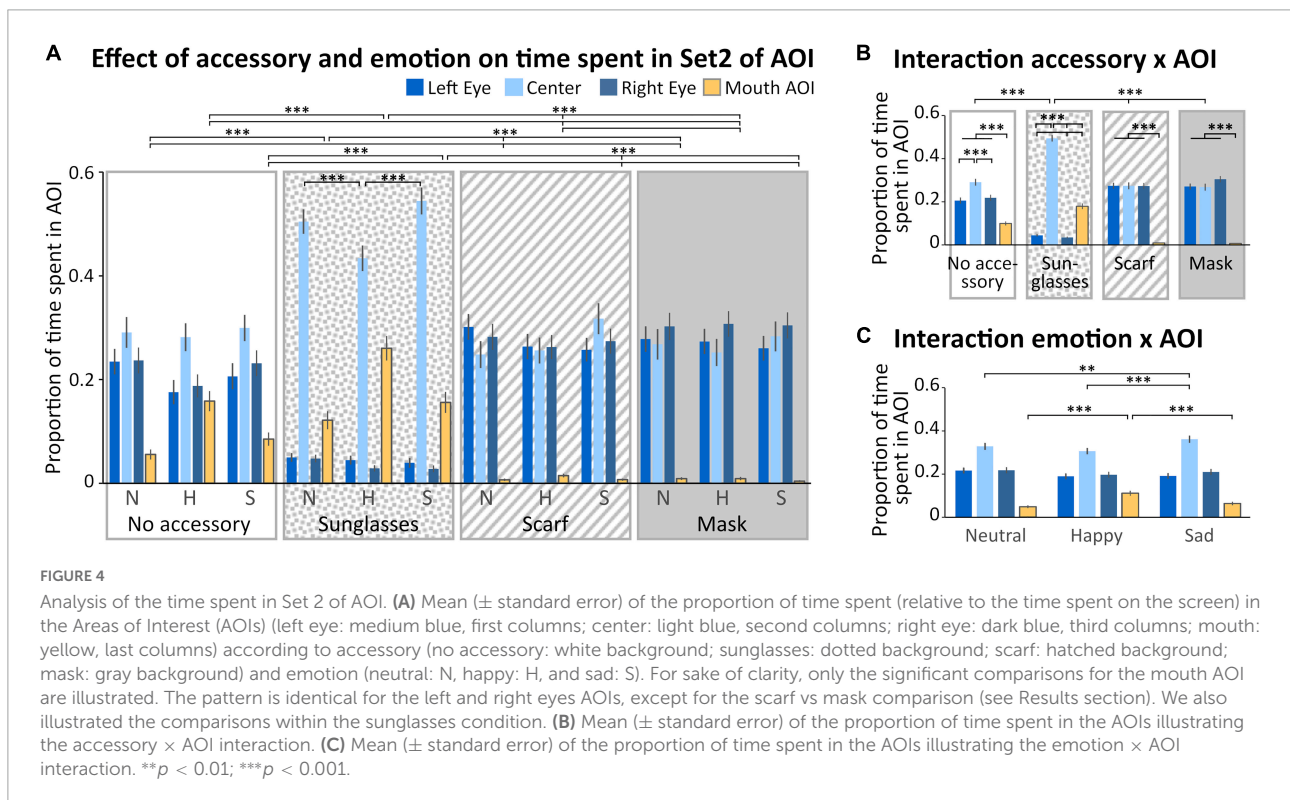 A Effect of accessory and emotion on time spent in Set2 of AOI
Left Eye Center Right Eye Mouth AOI
*** ***
*** ***
*** ***
*** ***
Proportion of time spent in AOI
0.6
0.4
0.2
0
N H S N H S N H S N H S
No accessory Sunglasses Scarf Mask
B Interaction accessory x AOI
*** *** ***
*** *** *** ***
***
Proportion of time
spent in AOI
0.6
0.4
0.2
0
No acce-
ssory
Sun-
glasses
Scarf
Mask
C Interaction emotion x AOI
**
***
*** ***
Proportion of time
spent in AOI
0.6
0.4
0.2
0
Neutral Happy Sad
FIGURE 4
Analysis of the time spent in Set 2 of AOI. (A) Mean (± standard error) of the proportion of time spent (relative to the time spent on the screen) in
the Areas of Interest (AOIs) (left eye: medium blue, first columns; center: light blue, second columns; right eye: dark blue, third columns; mouth:
yellow, last columns) according to accessory (no accessory: white background; sunglasses: dotted background; scarf: hatched background;
mask: gray background) and emotion (neutral: N, happy: H, and sad: S). For sake of clarity, only the significant comparisons for the mouth AOI
are illustrated. The pattern is identical for the left and right eyes AOIs, except for the scarf vs mask comparison (see Results section). We also
illustrated the comparisons within the sunglasses condition. (B) Mean (± standard error) of the proportion of time spent in the AOIs illustrating
the accessory × AOI interaction. (C) Mean (± standard error) of the proportion of time spent in the AOIs illustrating the emotion × AOI
interaction. **p < 0.01; ***p < 0.001.